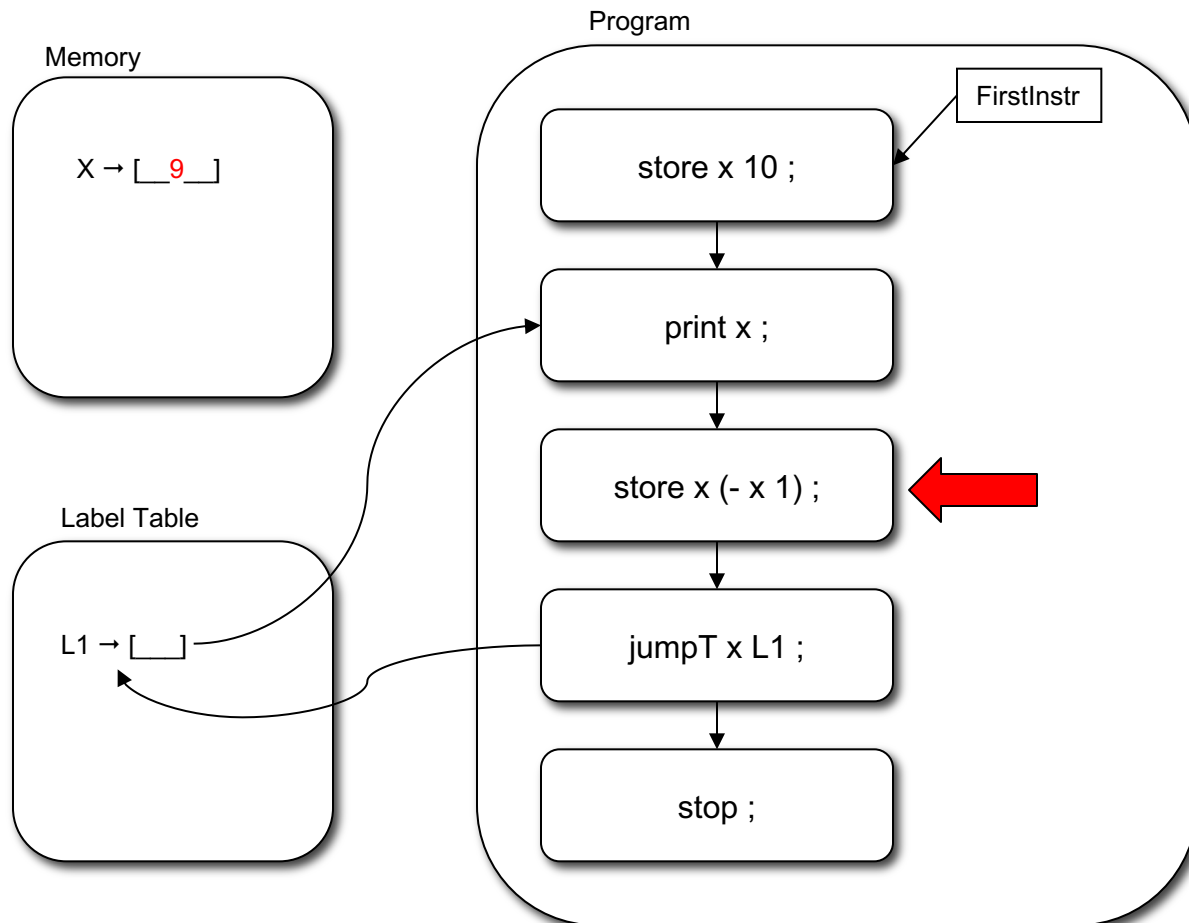 Program
Memory
FirstInstr
X → [__9__]
store x 10 ;
print x ;
store x (- x 1) ;
Label Table
L1 → [___]
jumpT x L1 ;
stop ;